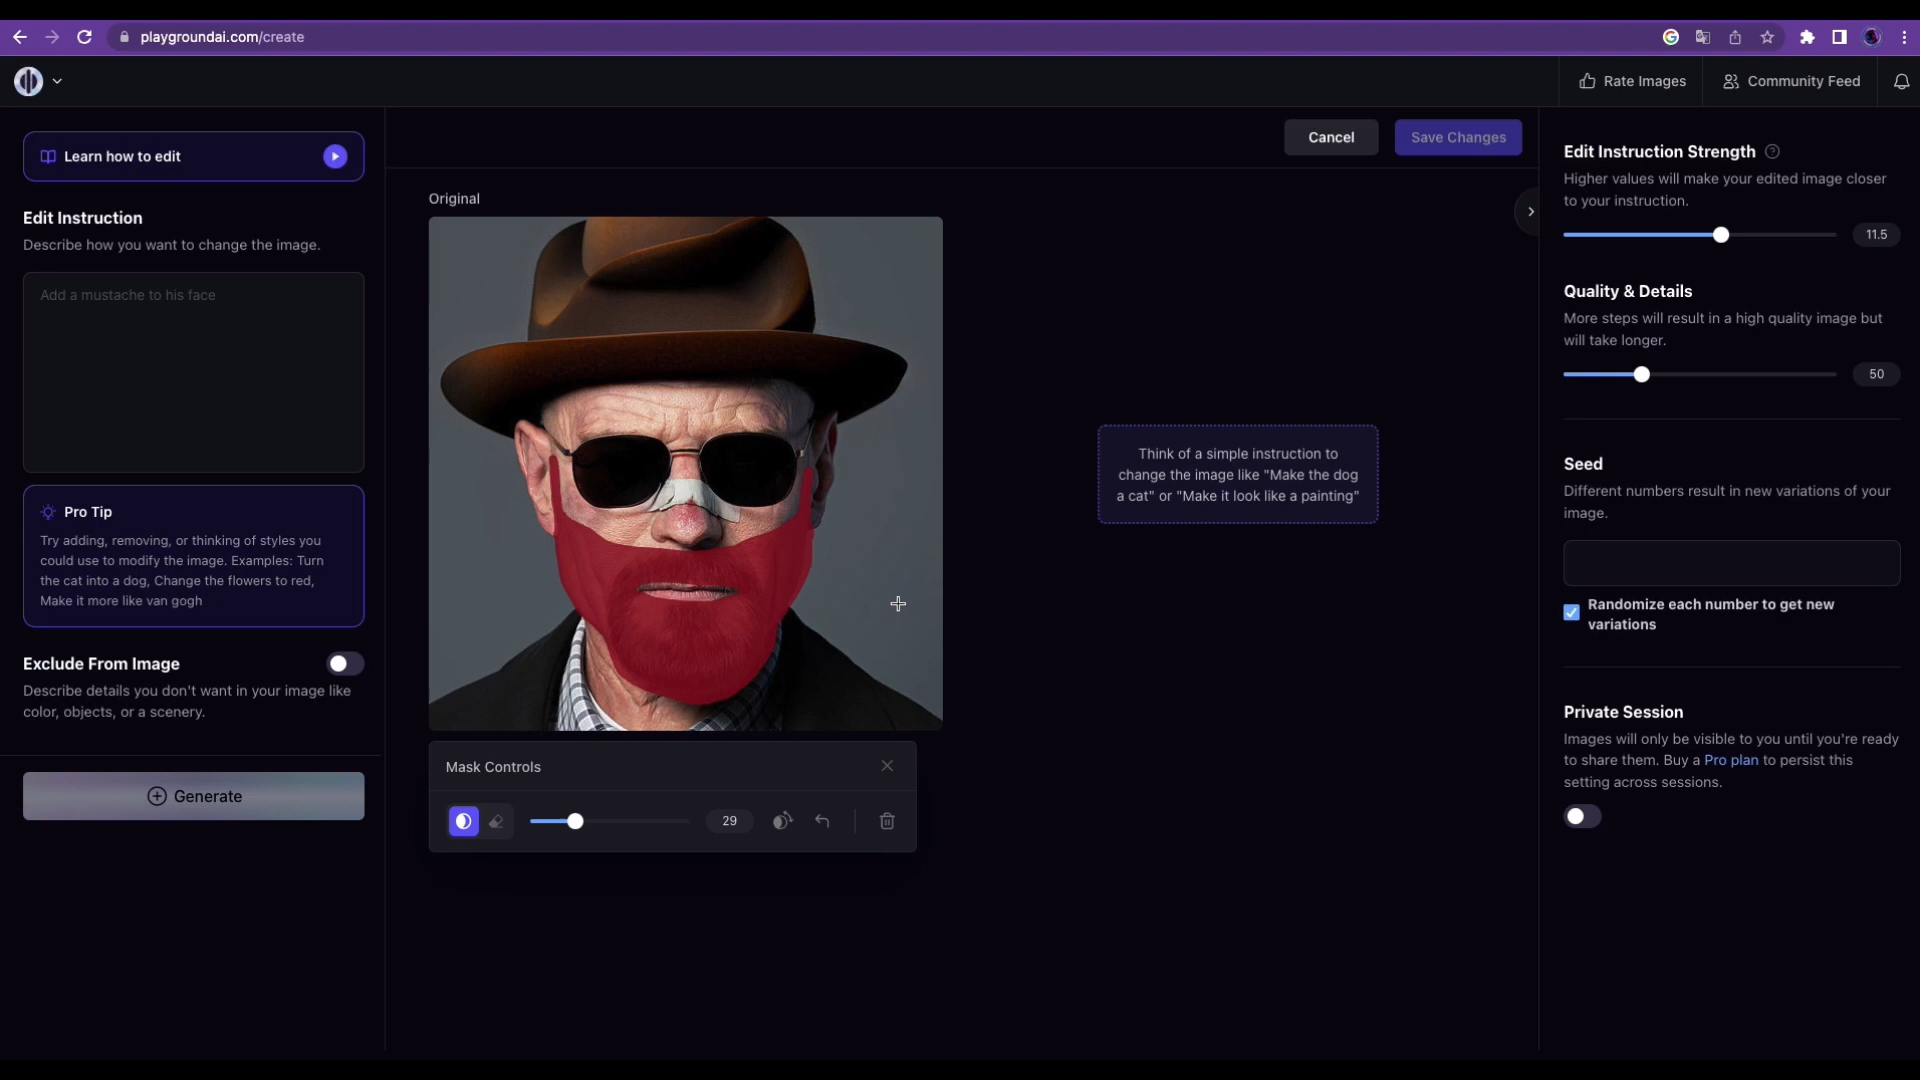 playgroundai.com/create
Rate Images
Community Feed
Learn how to edit
Cancel
Save Changes
Edit Instruction
Describe how you want to change the image.
Add a mustache to his face
Pro Tip
Try adding, removing, or thinking of styles you
could use to modify the image. Examples: Turn
the cat into a dog, Change the flowers to red,
Make it more like van gogh
Exclude From Image
Describe details you don't want in your image like
color, objects, or a scenery.
Generate
Original
Mask Controls
29
Think of a simple instruction to
change the image like "Make the dog
a cat" or "Make it look like a painting"
Edit Instruction Strength
Higher values will make your edited image closer
to your instruction.
11.5
Quality & Details
More steps will result in a high quality image but
will take longer.
50
Seed
Different numbers result in new variations of your
image.
Randomize each number to get new
variations
Private Session
Images will only be visible to you until you're ready
to share them. Buy a Pro plan to persist this
setting across sessions.